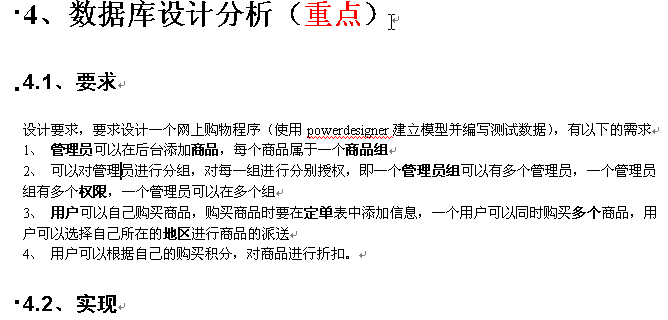 4、数据库设计分析（重点）
4.1、要求
设计要求，要求设计一个网上购物程序（使用 powerdesigner 建立模型并编写测试数据），有以下的需求
1、 管理员可以在后台添加商品，每个商品属于一个商品组
2、 可以对管理员进行分组，对每一组进行分别授权，即一个管理员组可以有多个管理员，一个管理员
组有多个权限，一个管理员可以在多个组
3、 用户可以自己购买商品，购买商品时要在定单表中添加信息，一个用户可以同时购买多个商品，用
户可以选择自己所在的地区进行商品的派送
4、 用户可以根据自己的购买积分，对商品进行折扣。
4.2、实现